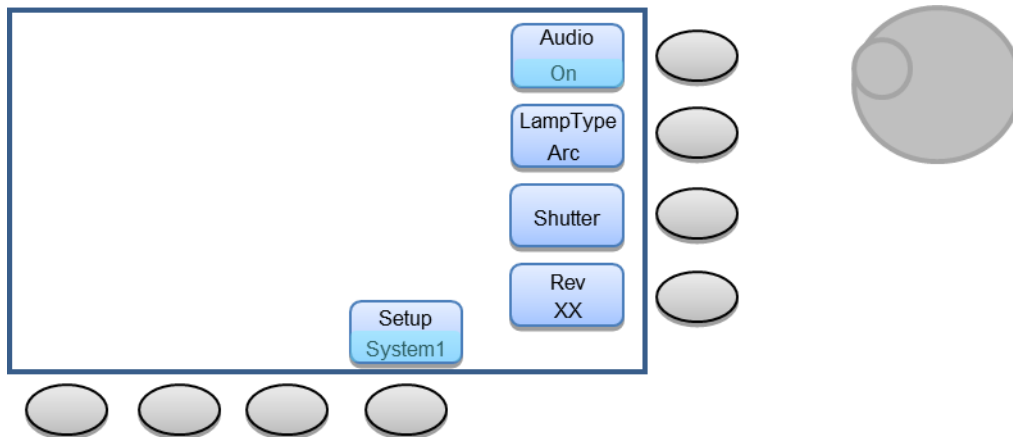 Audio
On
LampType
Arc
Shutter
Rev
XX
Setup
System1